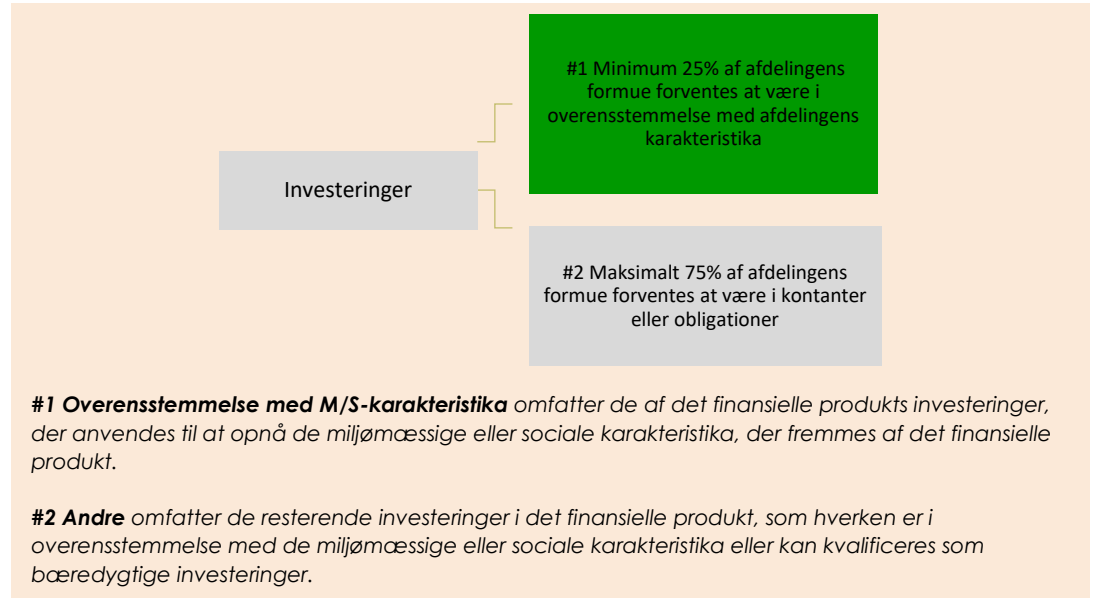 #1 Minimum 25% af afdelingens
formue forventes at være i
overensstemmelse med afdelingens
karakteristika
Investeringer
#2 Maksimalt 75% af afdelingens
formue forventes at være i kontanter
eller obligationer
#1 Overensstemmelse med M/S-karakteristika omfatter de af det finansielle produkts investeringer,
der anvendes til at opnå de miljømæssige eller sociale karakteristika, der fremmes af det finansielle
produkt.
#2 Andre omfatter de resterende investeringer i det finansielle produkt, som hverken er i
overensstemmelse med de miljømæssige eller sociale karakteristika eller kan kvalificeres som
bæredygtige investeringer.